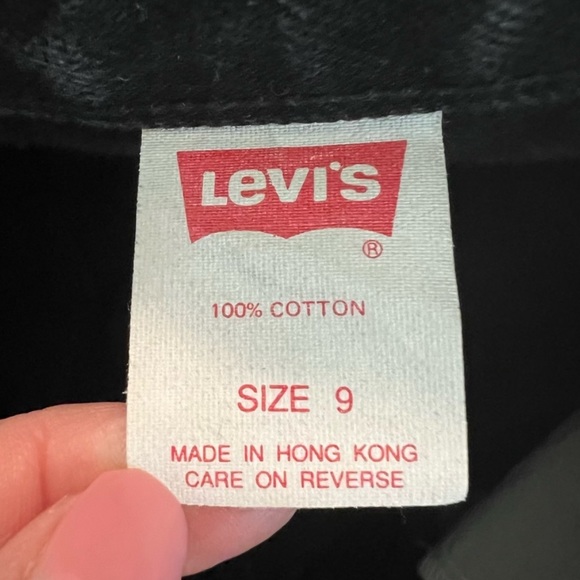 Levi's
®
100% COTTON
SIZE 9
MADE IN HONG KONG
CARE ON REVERSE